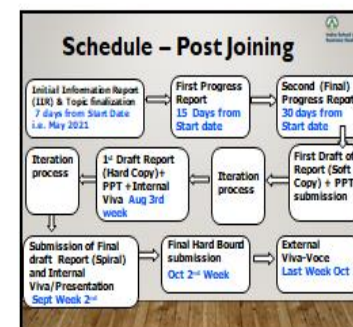 Schedule – Post Joining
Initial Information Report
(IIR) & Topic finalization
7 days from Start Date
i.e. May 2021
First Progress
Report
15 Days from
Start date
Second (Final)
Progress Repo
30 days from
Start date
First Draft of
Report (Soft
Copy) + PPT
submission
Iteration
process
1st Draft Report
(Hard Copy)+
PPT +Internal
Viva Aug 3rd
week
Iteration
process
Submission of Final
draft Report (Spiral)
and Internal
Viva/Presentation
Sept Week 2nd
Final Hard Bound
submission
Oct 2nd Week
External
Viva-Voce
Last Week Oct